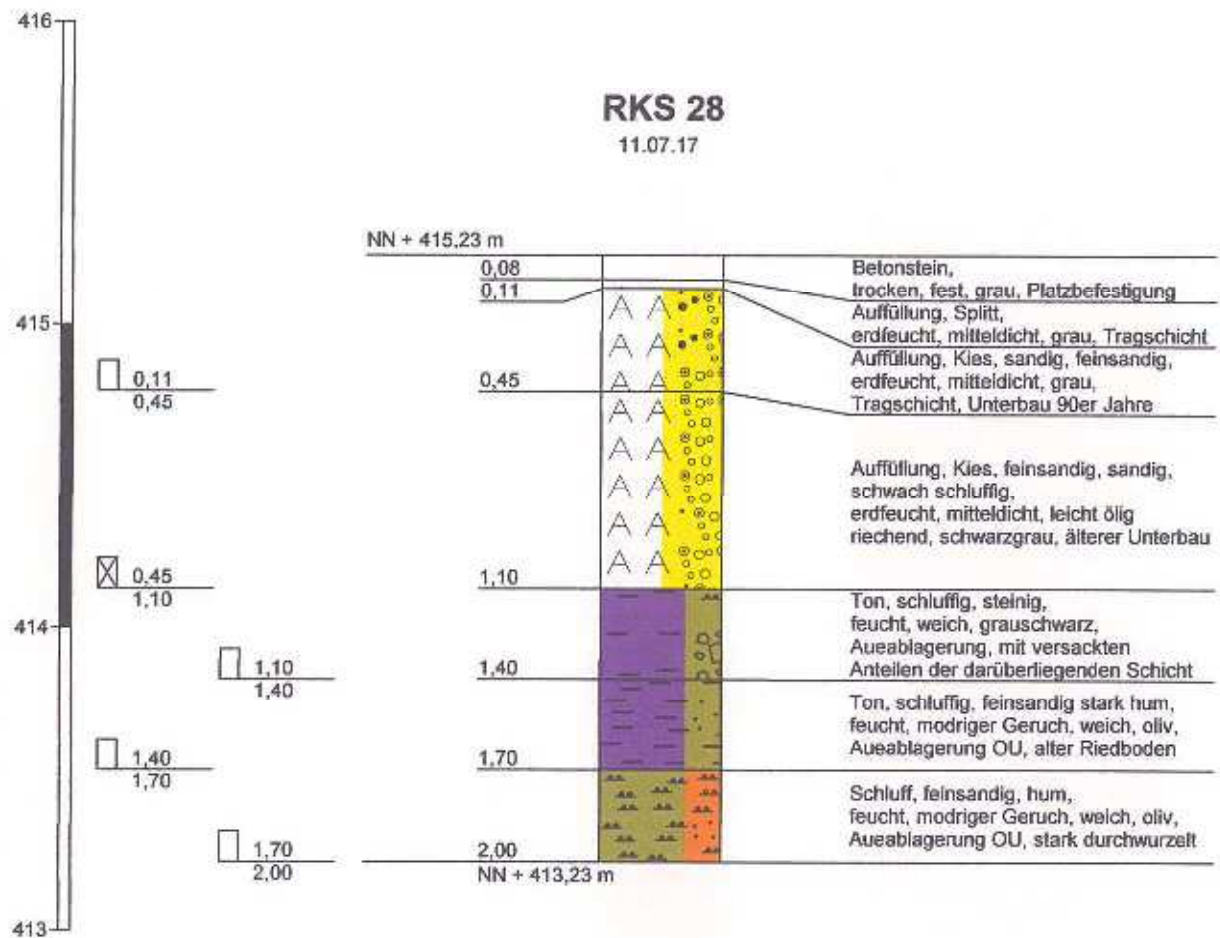 416
RKS 28
11.07.17
NN + 415,23 m
0,08
Betonstein,
trocken, fest, grau, Platzbefestigung
0,11
Auffüllung, Splitt,
erdfeucht, mitteldicht, grau, Tragschicht
415
0,11
0,45
0,45
Auffüllung, Kies, sandig, feinsandig,
erdfeucht, mitteldicht, grau,
Tragschicht, Unterbau 90er Jahre
Auffüllung, Kies, feinsandig, sandig,
schwach schluffig,
erdfeucht, mitteldicht, leicht ölig
riechend, schwarzgrau, älterer Unterbau
0,45
1,10
1,10
414
Ton, schluffig, steinig,
feucht, weich, grauschwarz,
Aueablagerung, mit versackten
Anteilen der darüberliegenden Schicht
1,10
1,40
1,40
Ton, schluffig, feinsandig stark hum,
feucht, modriger Geruch, weich, oliv,
Aueablagerung OU, alter Riedboden
1,40
1,70
1,70
Schluff, feinsandig, hum,
feucht, modriger Geruch, weich, oliv,
Aueablagerung OU, stark durchwurzelt
1,70
2,00
2,00
NN + 413,23 m
413